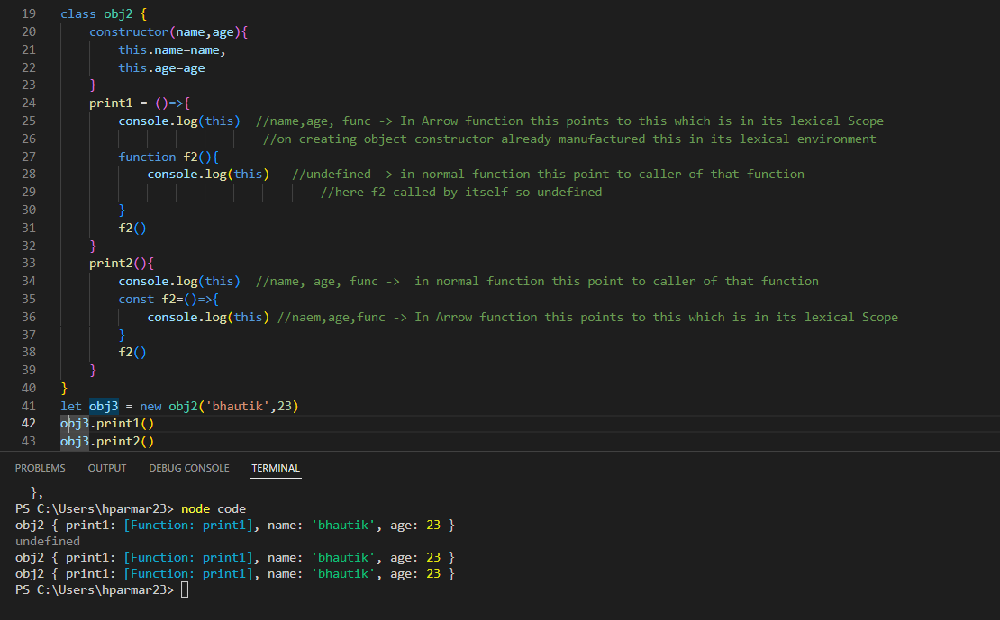 19 class obj2 {
20 constructor(name,age){
21 this.name=name,
22 this.age=age
23 }
24 print1 = ()=>{
25 console.log(this) //name,age, func -> In Arrow function this points to this which is in its lexical Scope
26 //on creating object constructor already manufactured this in its lexical environment
27 function f2(){
28 console.log(this) //undefined -> in normal function this point to caller of that function
29 //here f2 called by itself so undefined
30 }
31 f2()
32 }
33 print2(){
34 console.log(this) //name, age, func -> in normal function this point to caller of that function
35 const f2=()=>{
36 console.log(this) //naem,age,func -> In Arrow function this points to this which is in its lexical Scope
37 }
38 f2()
39 }
40 }
41 let obj3 = new obj2('bhautik',23)
42 obj3.print1()
43 obj3.print2()
PROBLEMS OUTPUT DEBUG CONSOLE TERMINAL
},
PS C:\Users\hparmar23> node code
obj2 { print1: [Function: print1], name: 'bhautik', age: 23 }
undefined
obj2 { print1: [Function: print1], name: 'bhautik', age: 23 }
obj2 { print1: [Function: print1], name: 'bhautik', age: 23 }
PS C:\Users\hparmar23>